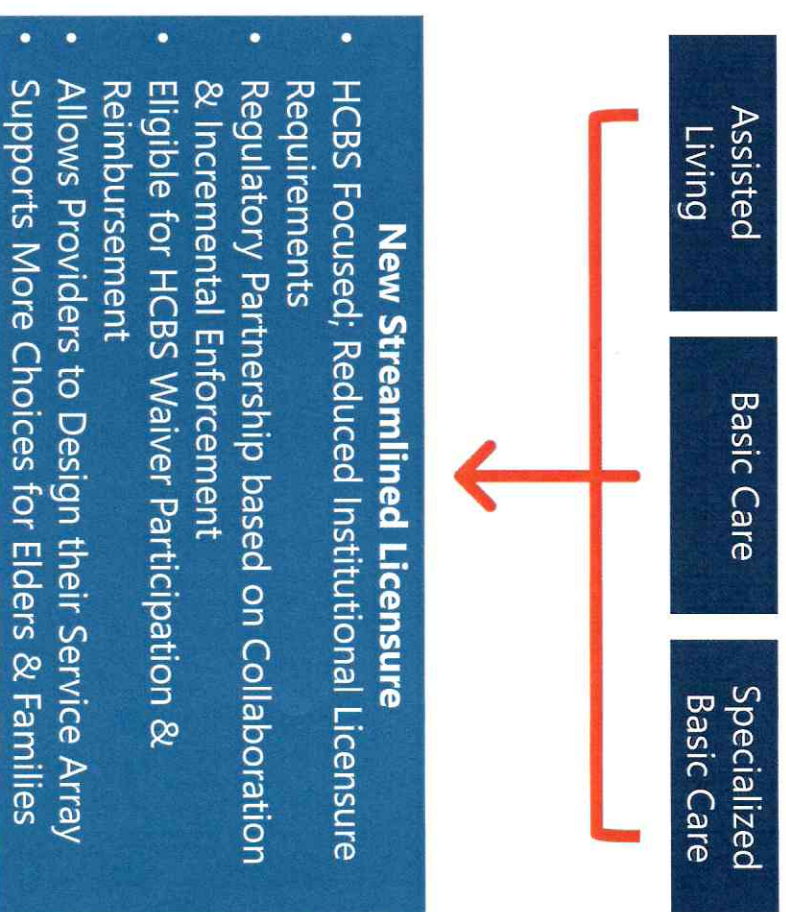 Assisted
Living
Basic Care
Specialized
Basic Care
New Streamlined Licensure
• HCBS Focused; Reduced Institutional Licensure
Requirements
• Regulatory Partnership based on Collaboration
& Incremental Enforcement
• Eligible for HCBS Waiver Participation &
Reimbursement
• Allows Providers to Design their Service Array
• Supports More Choices for Elders & Families